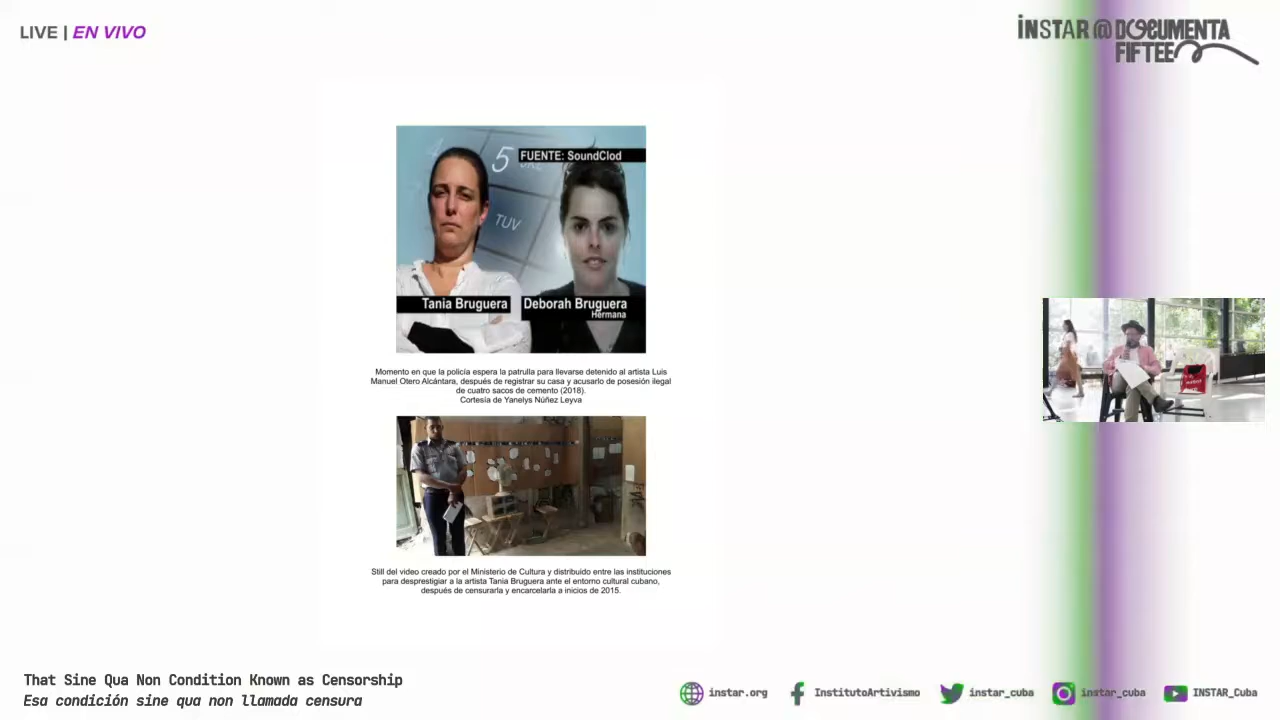 LIVE | EN VIVO
INSTAR @ DOCUMENTA
FIFTEEN
5
FUENTE: SoundClod
TUV
Tania Bruguera
Deborah Bruguera
Hermana
Momento en que la policía espera la patrulla para llevarse detenido al artista Luis
Manuel Otero Alcántara, después de registrar su casa y acusarlo de posesión ilegal
de cuatro sacos de cemento (2018).
Cortesía de Yanelys Núñez Leyva
Still del video creado por el Ministerio de Cultura y distribuido entre las instituciones
para desprestigiar a la artista Tania Bruguera ante el entorno cultural cubano,
después de censurarla y encarcelarla a inicios de 2015.
That Sine Qua Non Condition Known as Censorship
Esa condición sine qua non llamada censura
instar.org
InstitutoArtivismo
instar_cuba
instar_cuba
INSTAR_Cuba